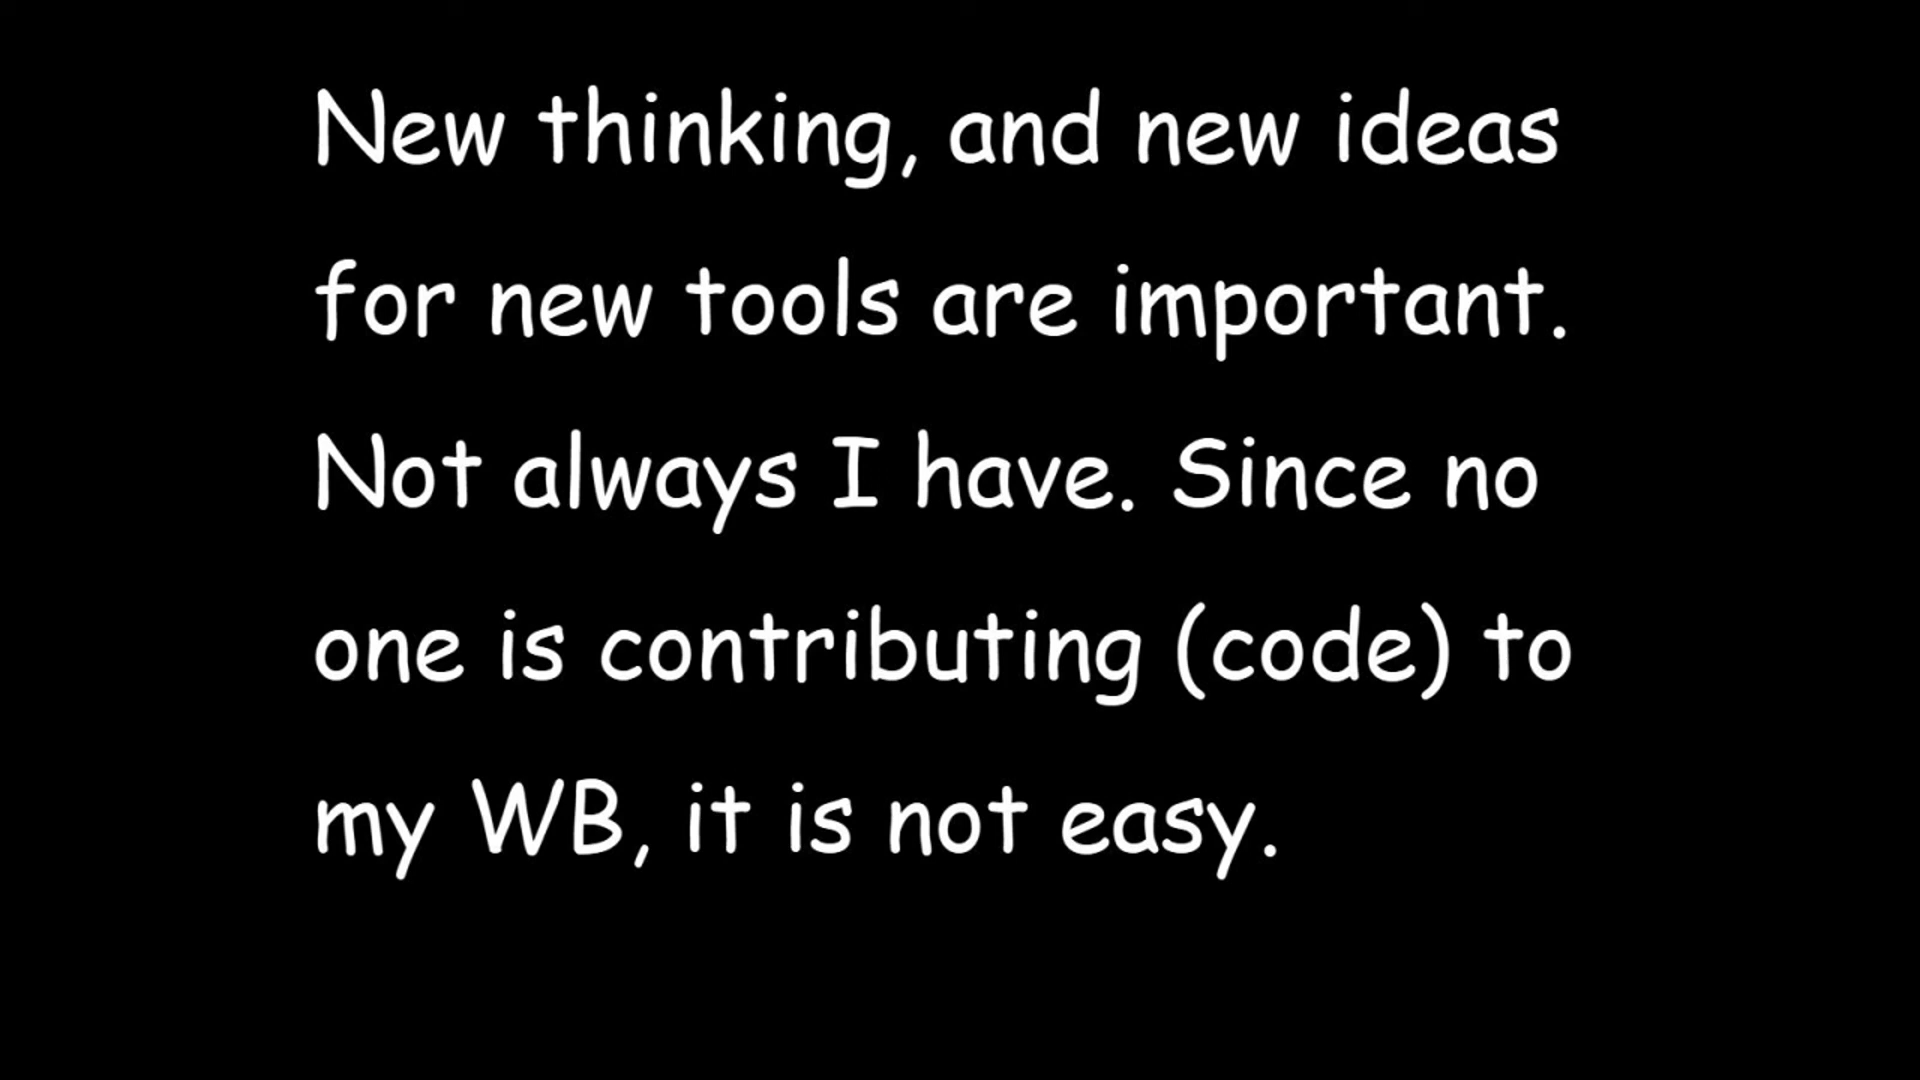 New thinking, and new ideas
for new tools are important.
Not always I have. Since no
one is contributing (code) to
my WB, it is not easy.